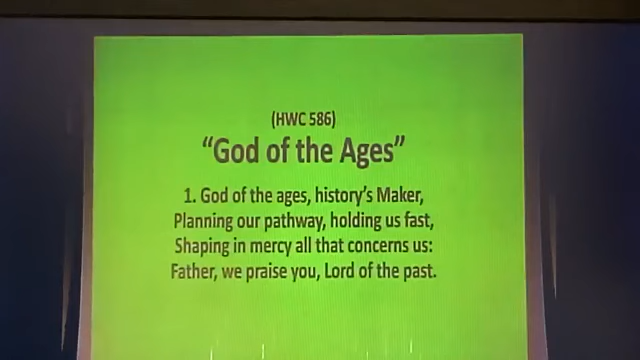 (HWC 586)
“God of the Ages”
1. God of the ages, history’s Maker,
Planning our pathway, holding us fast,
Shaping in mercy all that concerns us:
Father, we praise you, Lord of the past.